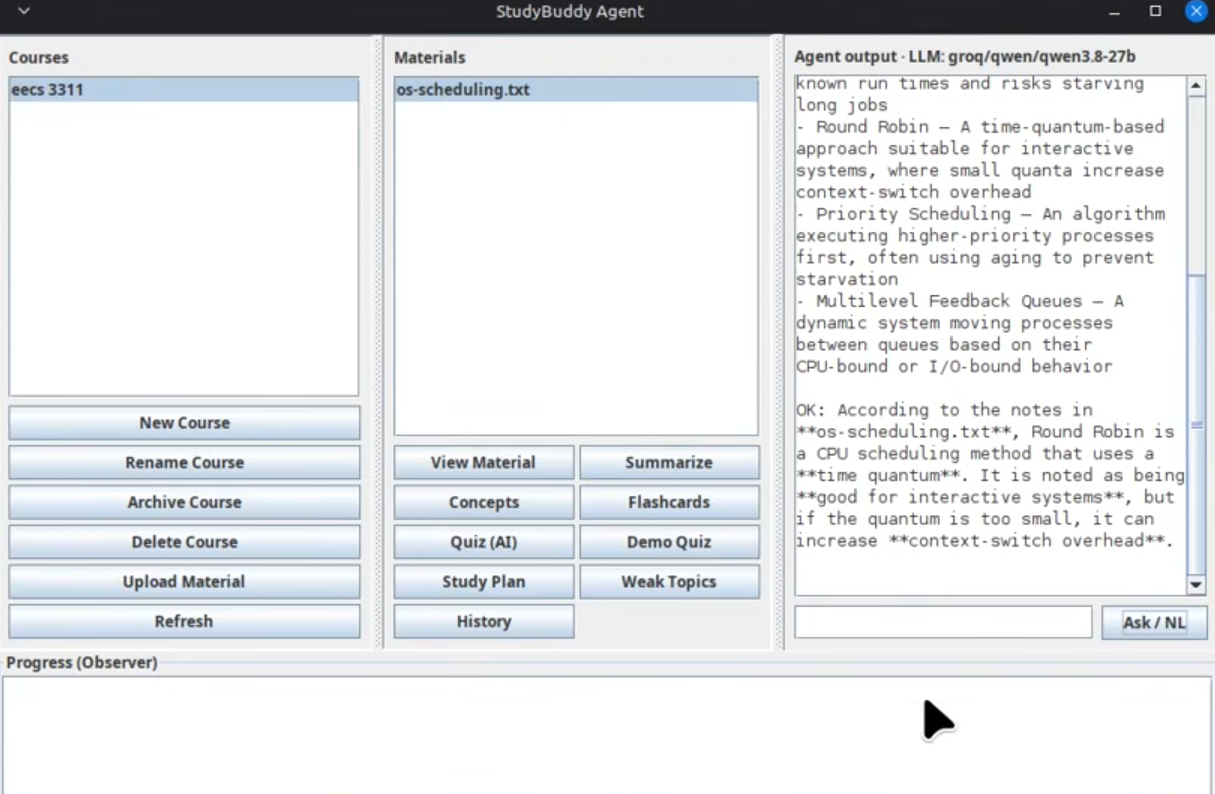 StudyBuddy Agent
Courses
eecs 3311
New Course
Rename Course
Archive Course
Delete Course
Upload Material
Refresh
Materials
os-scheduling.txt
View Material
Summarize
Concepts
Flashcards
Quiz (AI)
Demo Quiz
Study Plan
Weak Topics
History
Agent output · LLM: groq/qwen/qwen3.8-27b
known run times and risks starving
long jobs
- Round Robin — A time-quantum-based
approach suitable for interactive
systems, where small quanta increase
context-switch overhead
- Priority Scheduling — An algorithm
executing higher-priority processes
first, often using aging to prevent
starvation
- Multilevel Feedback Queues — A
dynamic system moving processes
between queues based on their
CPU-bound or I/O-bound behavior
OK: According to the notes in
**os-scheduling.txt**, Round Robin is
a CPU scheduling method that uses a
**time quantum**. It is noted as being
**good for interactive systems**, but
if the quantum is too small, it can
increase **context-switch overhead**.
Ask / NL
Progress (Observer)